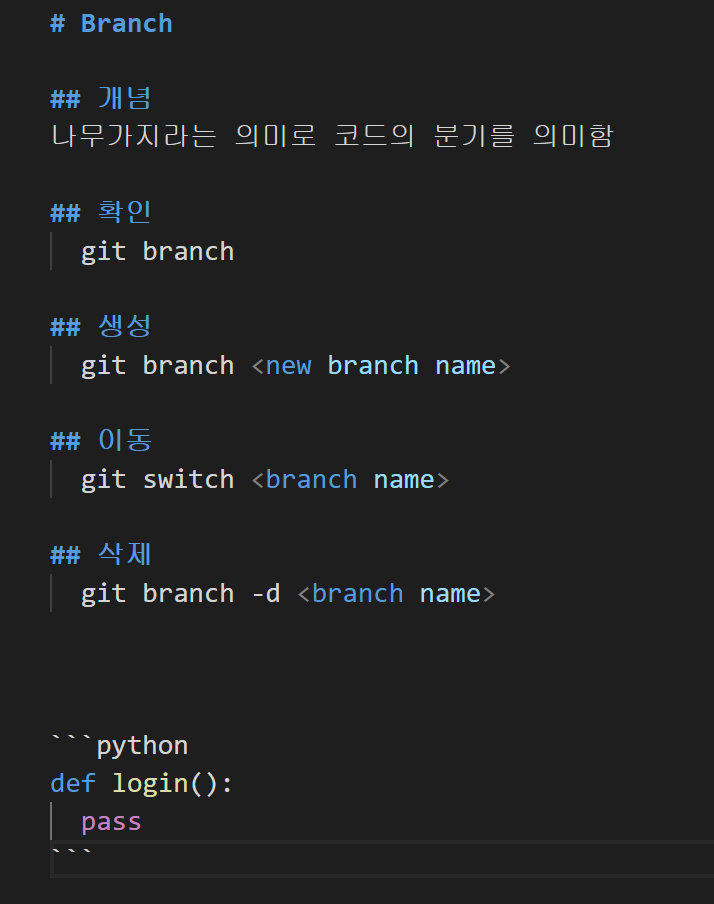 # Branch
## 개념
나무가지라는 의미로 코드의 분기를 의미함
## 확인
git branch
## 생성
git branch <new branch name>
## 이동
git switch <branch name>
## 삭제
git branch -d <branch name>
```python
def login():
pass
```